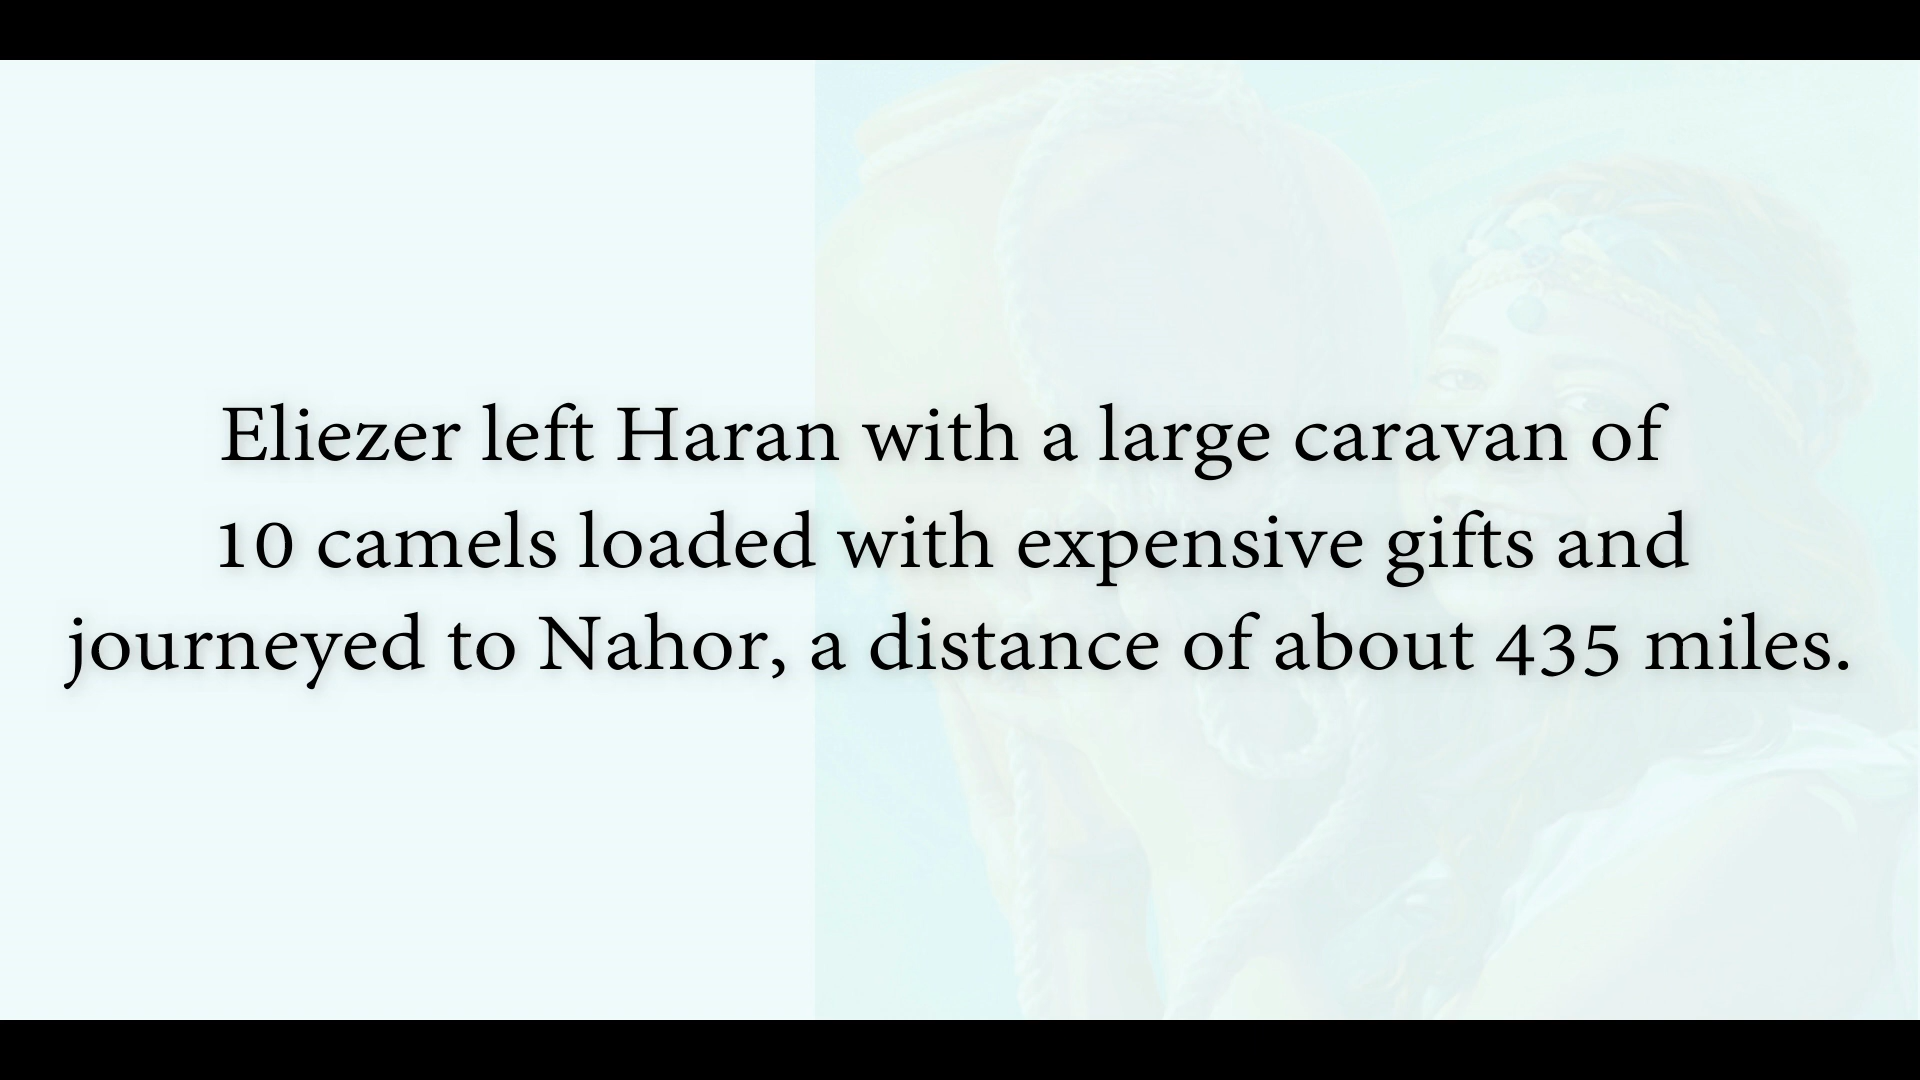 Eliezer left Haran with a large caravan of
10 camels loaded with expensive gifts and
journeyed to Nahor, a distance of about 435 miles.